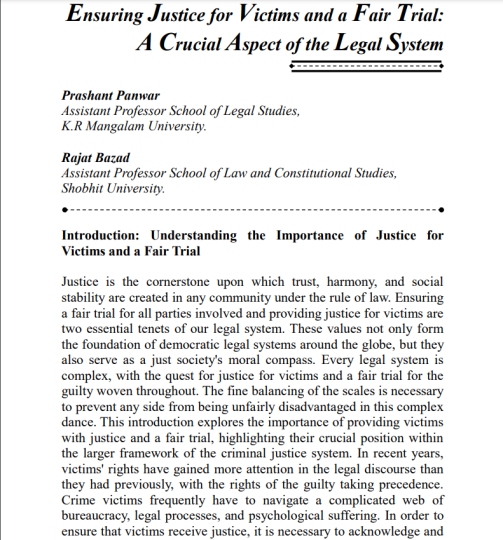 Ensuring Justice for Victims and a Fair Trial:
A Crucial Aspect of the Legal System
Prashant Panwar
Assistant Professor School of Legal Studies,
K.R Mangalam University.
Rajat Bazad
Assistant Professor School of Law and Constitutional Studies,
Shobhit University.
Introduction: Understanding the Importance of Justice for
Victims and a Fair Trial
Justice is the cornerstone upon which trust, harmony, and social
stability are created in any community under the rule of law. Ensuring
a fair trial for all parties involved and providing justice for victims are
two essential tenets of our legal system. These values not only form
the foundation of democratic legal systems around the globe, but they
also serve as a just society's moral compass. Every legal system is
complex, with the quest for justice for victims and a fair trial for the
guilty woven throughout. The fine balancing of the scales is necessary
to prevent any side from being unfairly disadvantaged in this complex
dance. This introduction explores the importance of providing victims
with justice and a fair trial, highlighting their crucial position within
the larger framework of the criminal justice system. In recent years,
victims' rights have gained more attention in the legal discourse than
they had previously, with the rights of the guilty taking precedence.
Crime victims frequently have to navigate a complicated web of
bureaucracy, legal processes, and psychological suffering. In order to
ensure that victims receive justice, it is necessary to acknowledge and